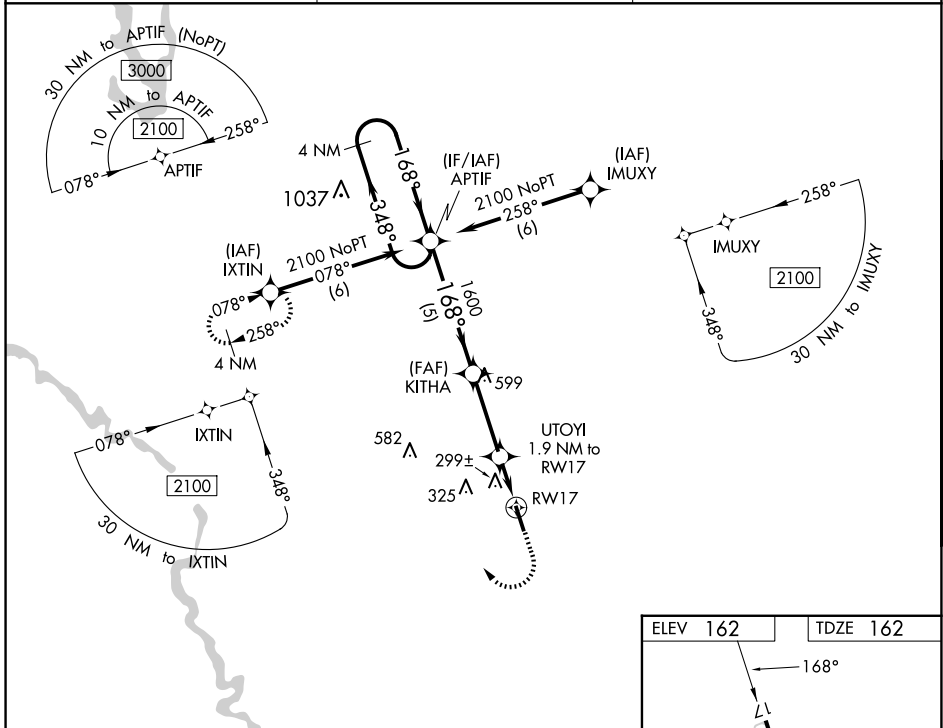 30 NM to APTIF (NoPT)
3000
10 NM to APTIF
2100
258°
078°
APTIF
4 NM
168°
348°
1037
(IF/IAF)
APTIF
(IAF)
IMUXY
2100 NoPT
258°
(6)
(IAF)
IXTIN
2100 NoPT
078°
(6)
078°
258°
4 NM
258°
IMUXY
2100
348°
30 NM to IMUXY
1600
168°
(5)
(FAF)
KITHA
599
UTOYI
1.9 NM to
RW17
582
299±
325
RW17
078°
IXTIN
348°
2100
30 NM to IXTIN
ELEV 162
TDZE 162
168°
17